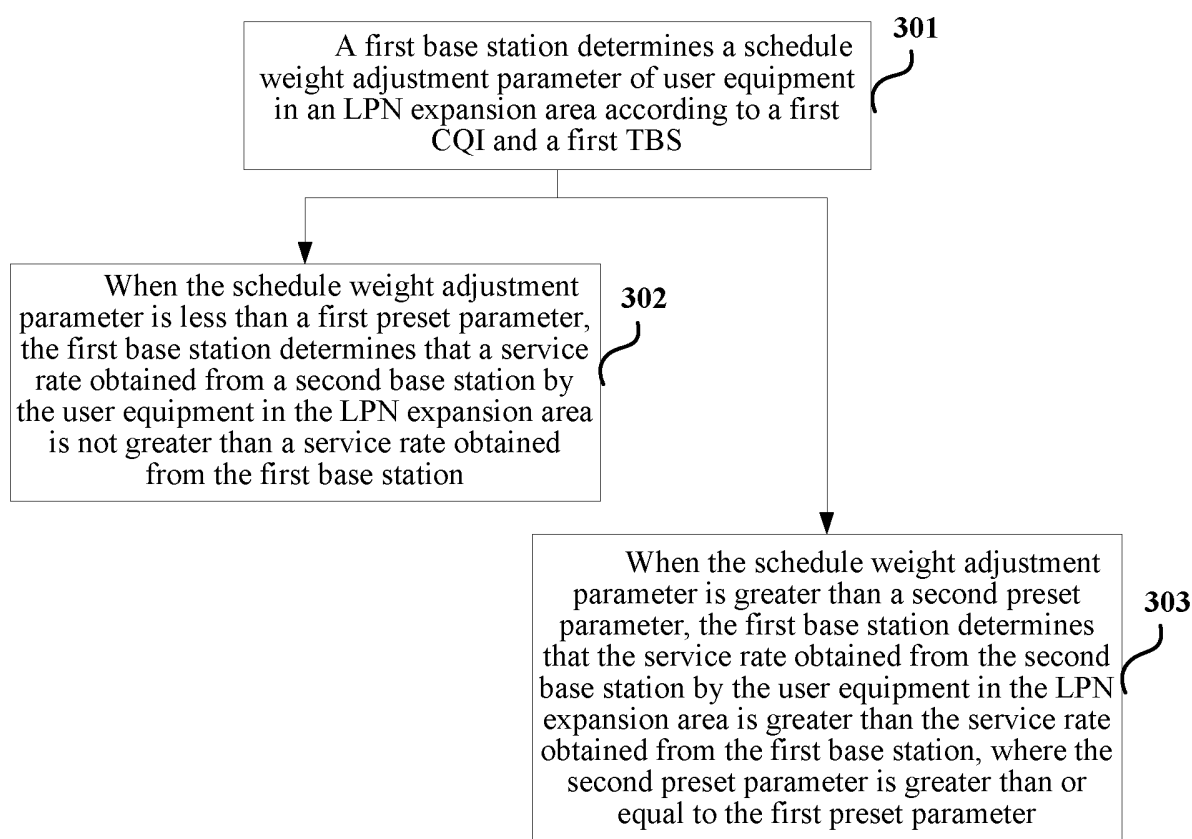 A first base station determines a schedule
weight adjustment parameter of user equipment
in an LPN expansion area according to a first
CQI and a first TBS
301
When the schedule weight adjustment
parameter is less than a first preset parameter,
the first base station determines that a service
rate obtained from a second base station by
the user equipment in the LPN expansion area
is not greater than a service rate obtained
from the first base station
302
When the schedule weight adjustment
parameter is greater than a second preset
parameter, the first base station determines
that the service rate obtained from the second
base station by the user equipment in the LPN
expansion area is greater than the service rate
obtained from the first base station, where the
second preset parameter is greater than or
equal to the first preset parameter
303